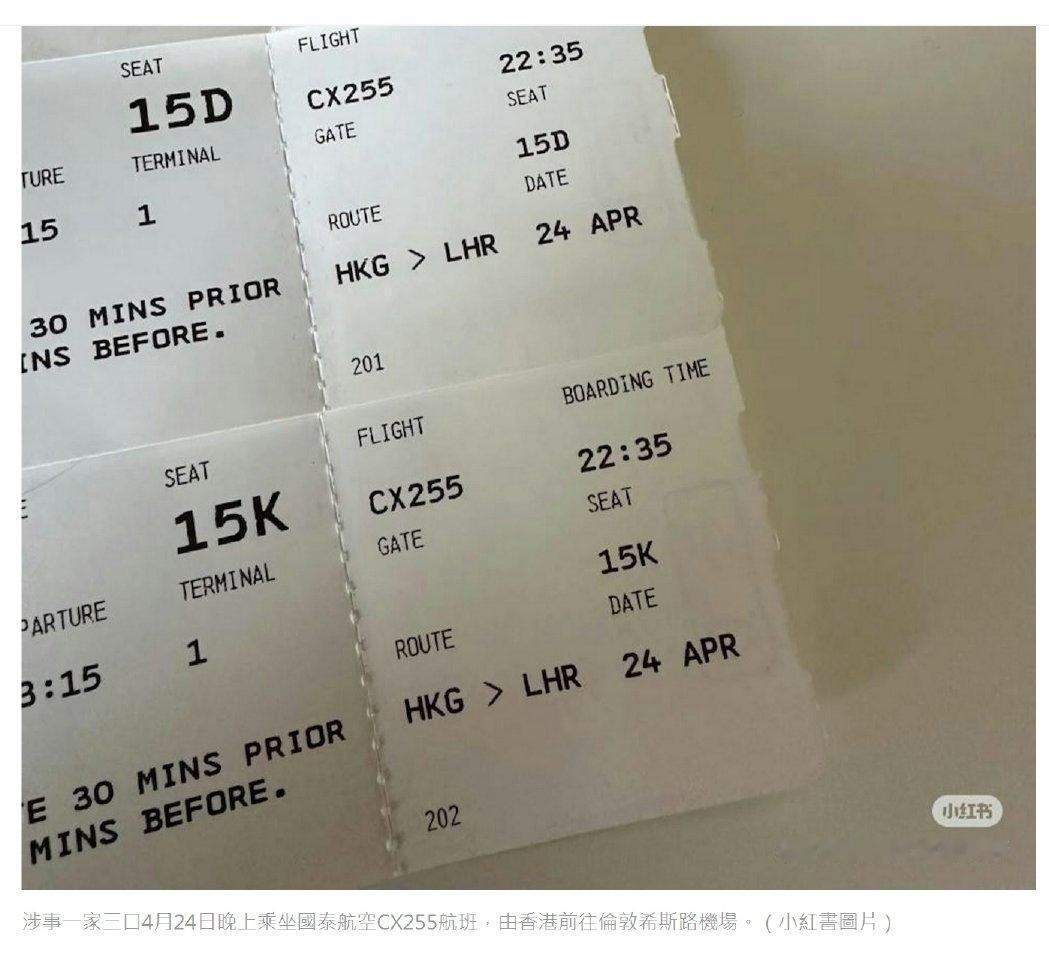 SEAT
15D
TURE
TERMINAL
15
1
30 MINS PRIOR
INS BEFORE.
FLIGHT
CX255
22:35
GATE
SEAT
15D
ROUTE
DATE
HKG > LHR
24 APR
201
SEAT
15K
PARTURE
TERMINAL
3:15
1
E 30 MINS PRIOR
MINS BEFORE.
FLIGHT
BOARDING TIME
CX255
22:35
GATE
SEAT
15K
ROUTE
DATE
HKG > LHR
24 APR
202
小红书
涉事一家三口4月24日晚上乘坐國泰航空CX255航班，由香港前往倫敦希斯路機場。（小紅書圖片）